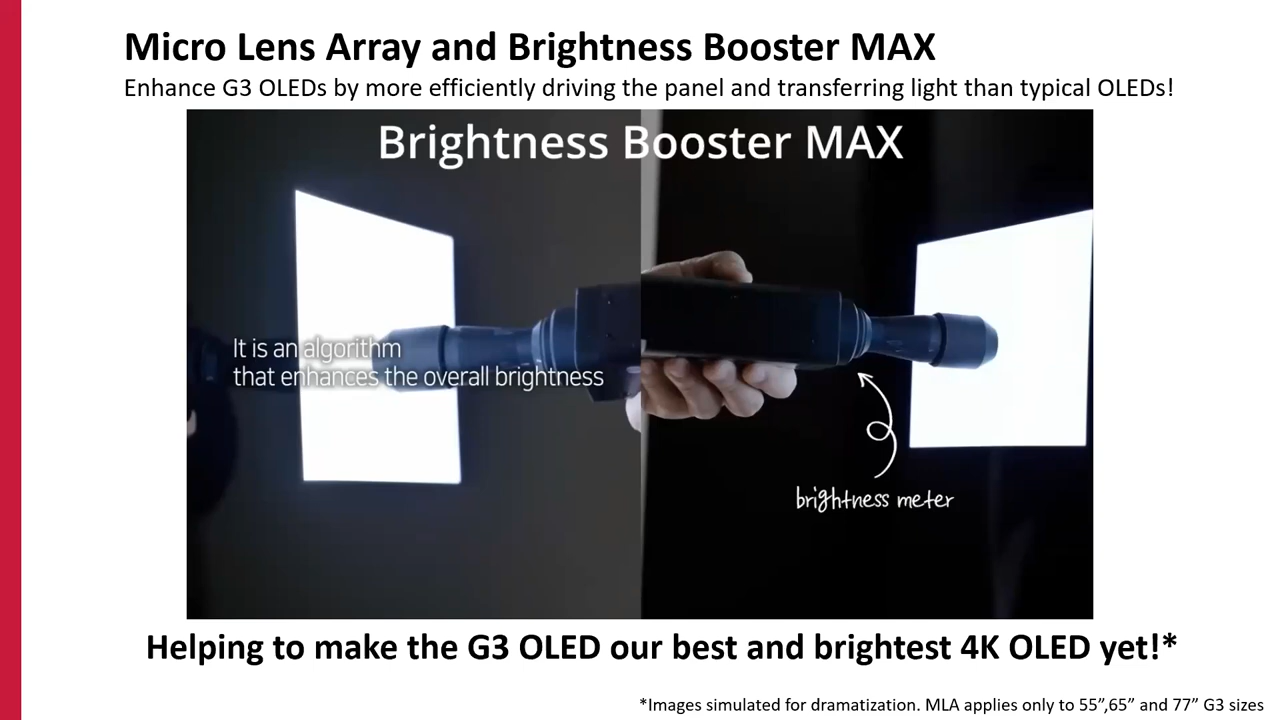 Micro Lens Array and Brightness Booster MAX
Enhance G3 OLEDs by more efficiently driving the panel and transferring light than typical OLEDs!
Brightness Booster MAX
It is an algorithm
that enhances the overall brightness
brightness meter
Helping to make the G3 OLED our best and brightest 4K OLED yet!*
*Images simulated for dramatization. MLA applies only to 55”,65” and 77” G3 sizes